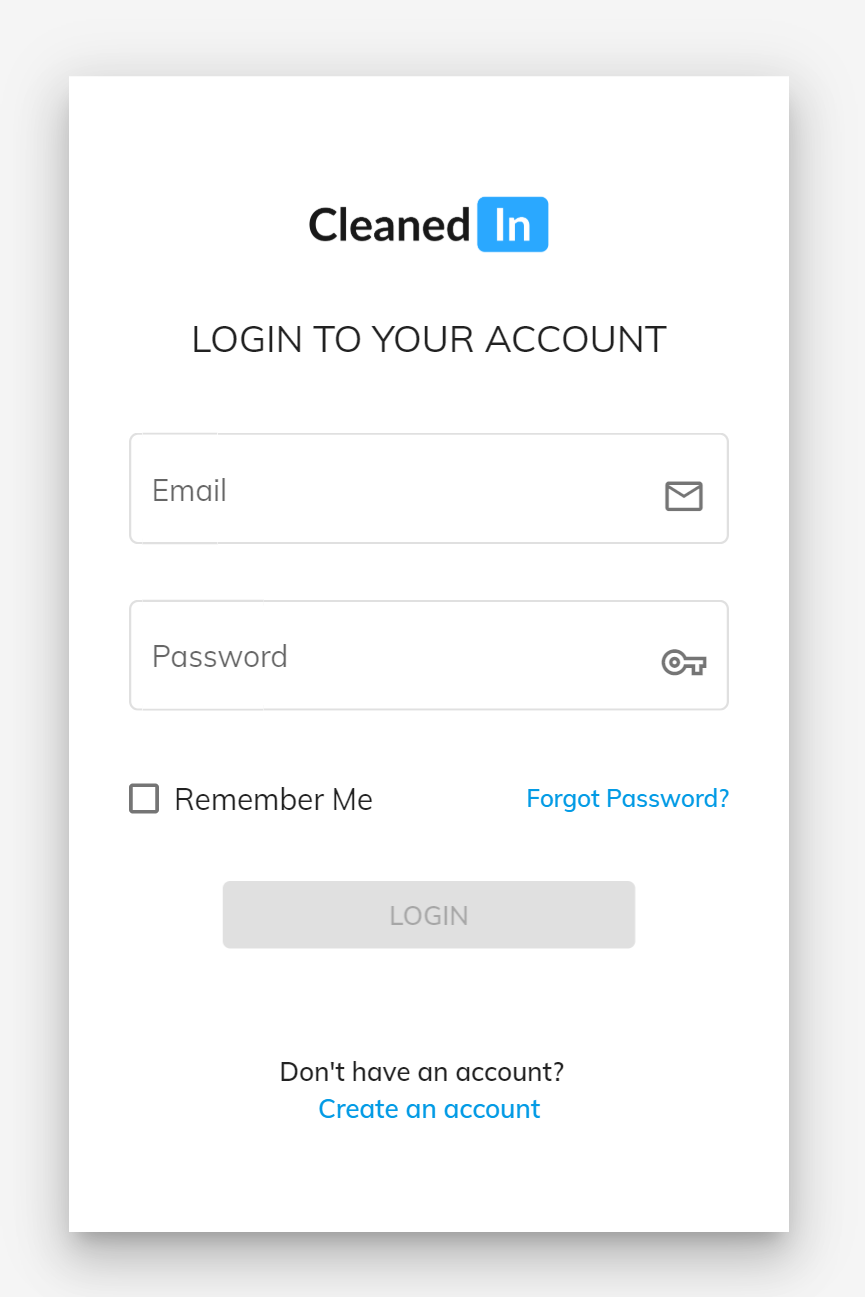 Cleaned In
LOGIN TO YOUR ACCOUNT
Email
Password
Remember Me Forgot Password?
LOGIN
Don't have an account?
Create an account